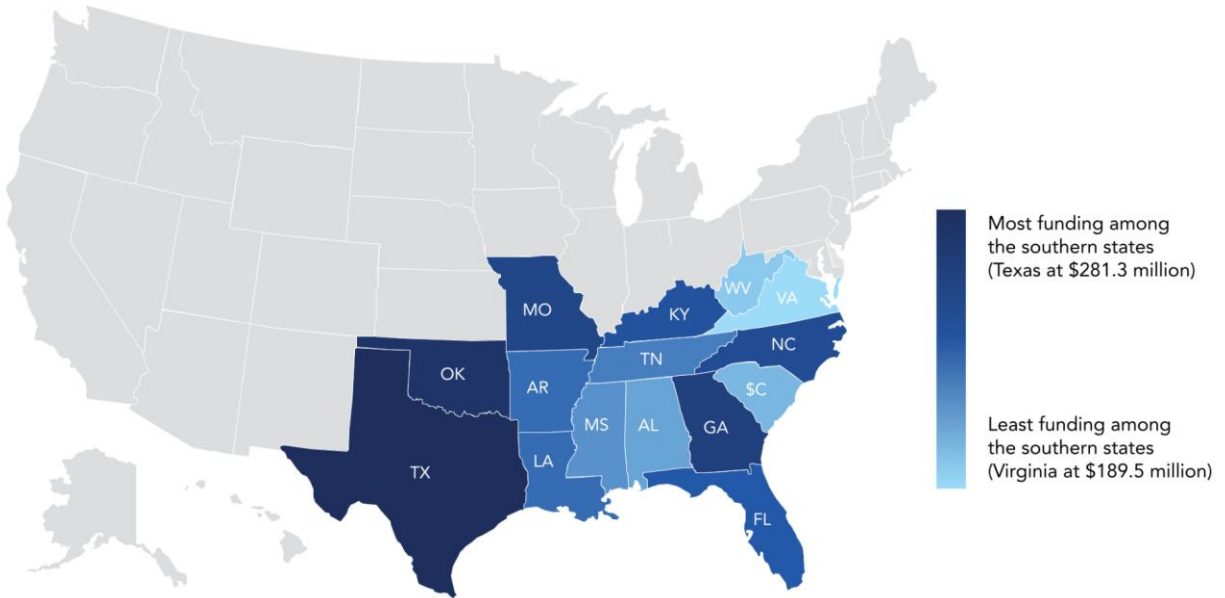 Most funding among
the southern states
(Texas at $281.3 million)
WV
VA
MO
KY
NC
TN
OK
AR
$C
MS
AL
GA
LA
TX
Least funding among
the southern states
(Virginia at $189.5 million)
FL